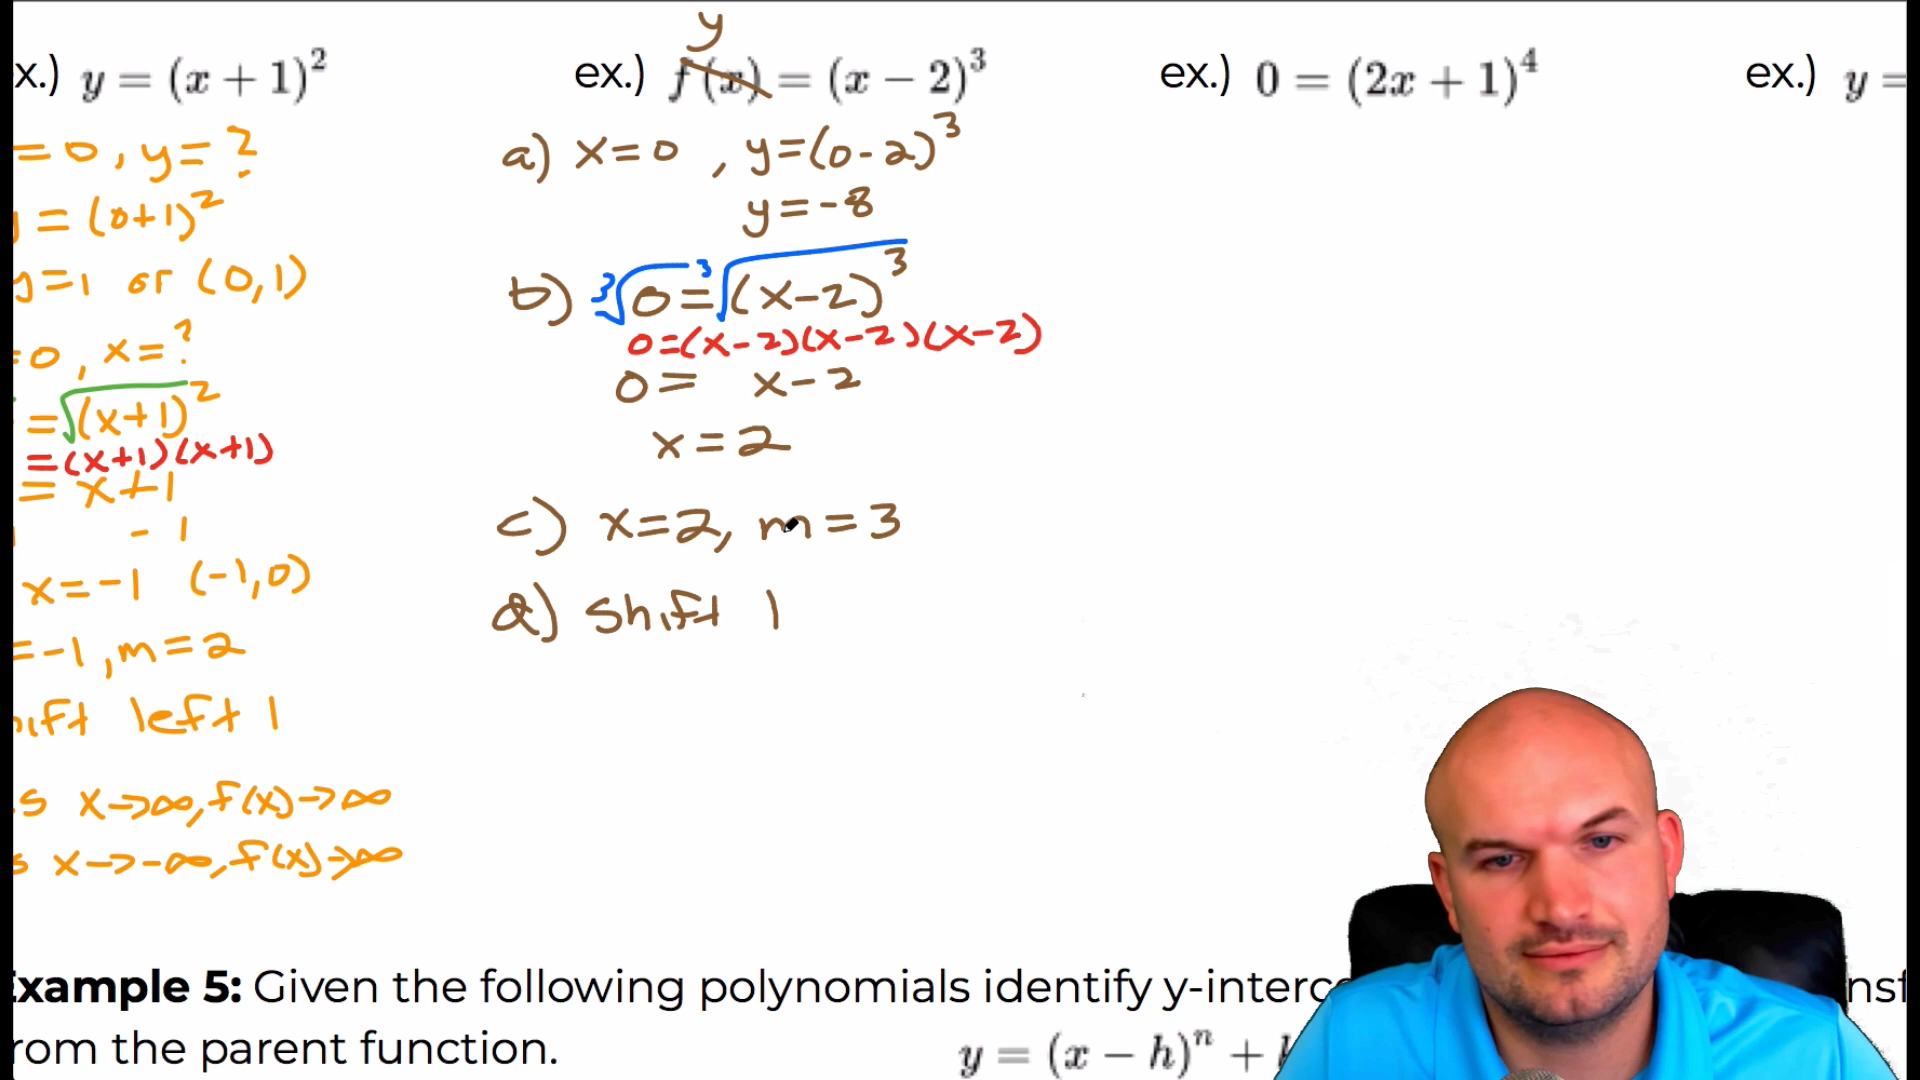 x.) y = (x + 1)²
= 0, y = ?
y = (0+1)²
y = 1 or (0,1)
=0, x = ?
= √(x+1)²
= (x+1)(x+1)
= x+1
- 1
x = -1 (-1,0)
= -1, m = 2
hift left 1
s x→∞, f(x)→∞
s x→-∞, f(x)→∞
y
ex.) f(x) = (x − 2)³
a) x=0, y=(0-2)³
y = -8
b) ³√0 = ³√(x-2)³
0=(x-2)(x-2)(x-2)
0 = x-2
x = 2
c) x=2, m=3
d) shift 1
ex.) 0 = (2x + 1)⁴
ex.) y =
Example 5: Given the following polynomials identify y-interc nsf
rom the parent function.
y = (x − h)ⁿ +